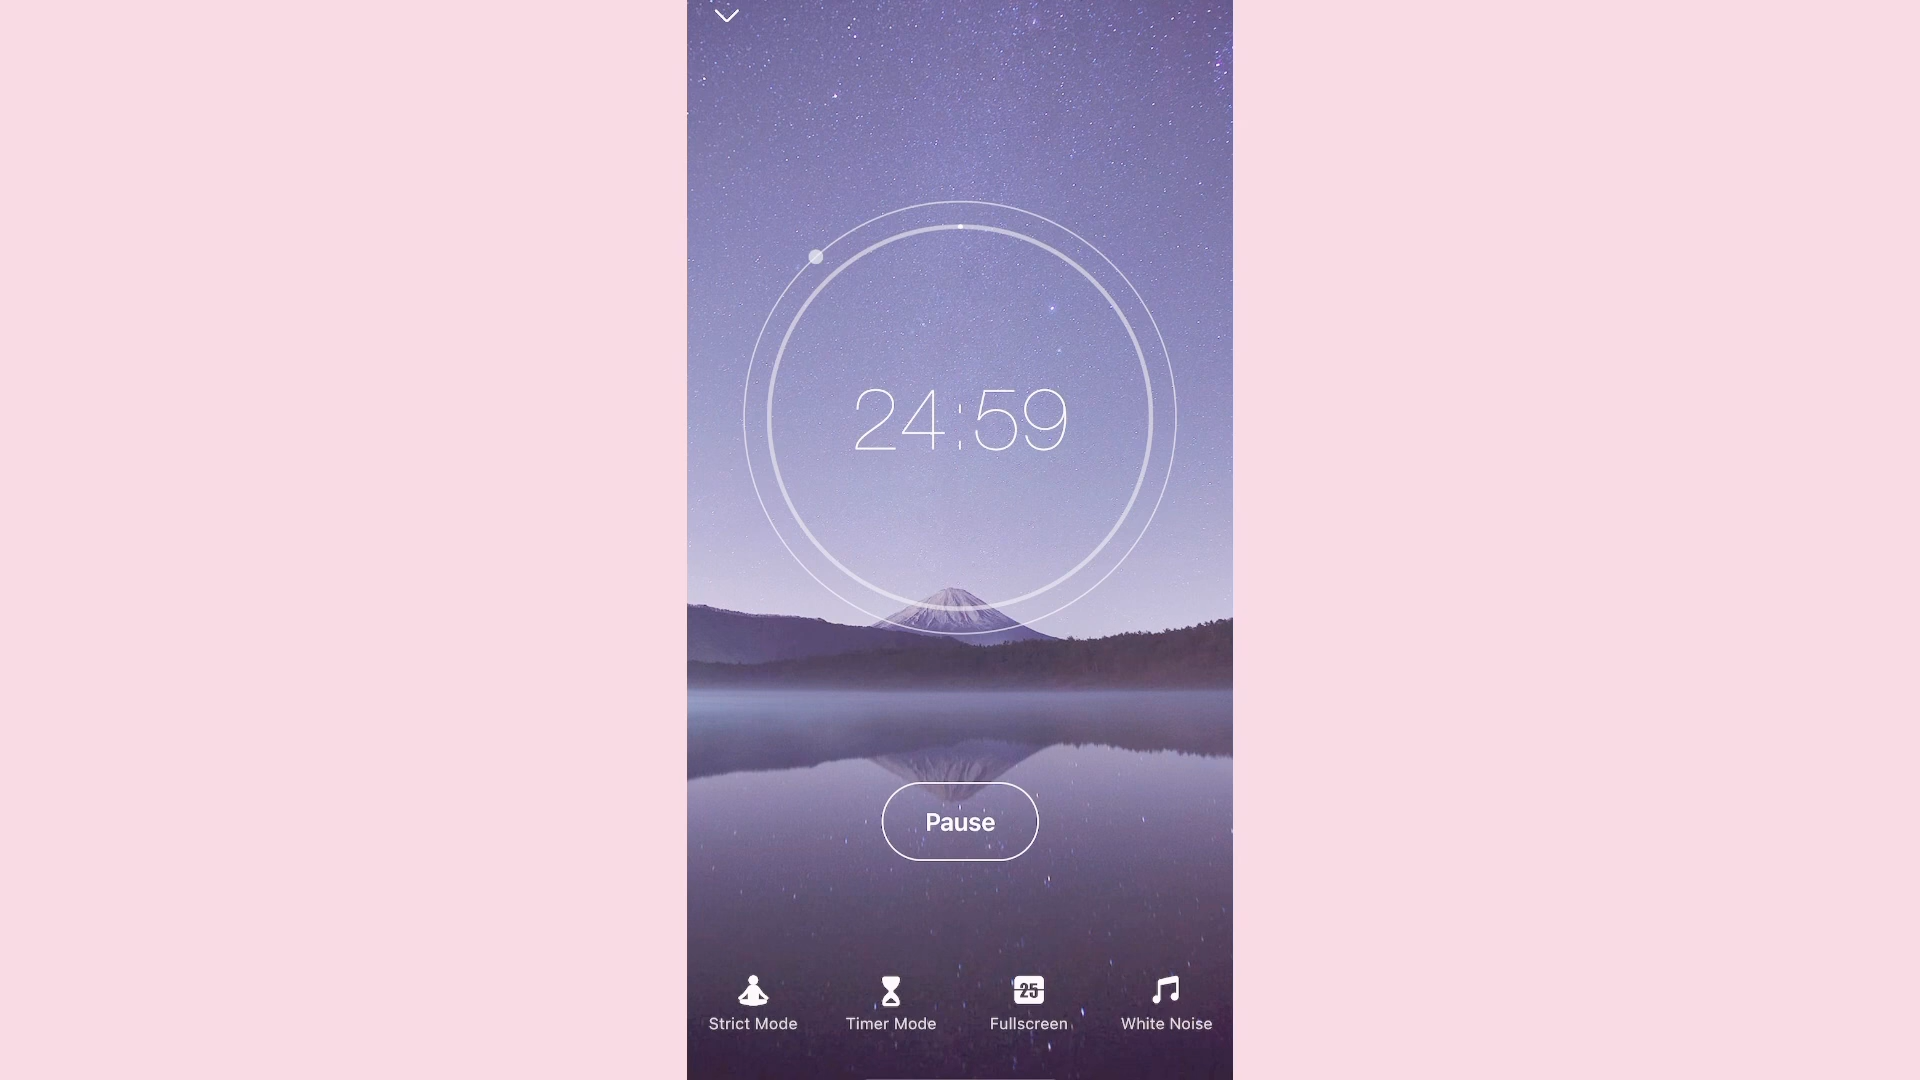 24:59
Pause
25
Strict Mode
Timer Mode
Fullscreen
White Noise